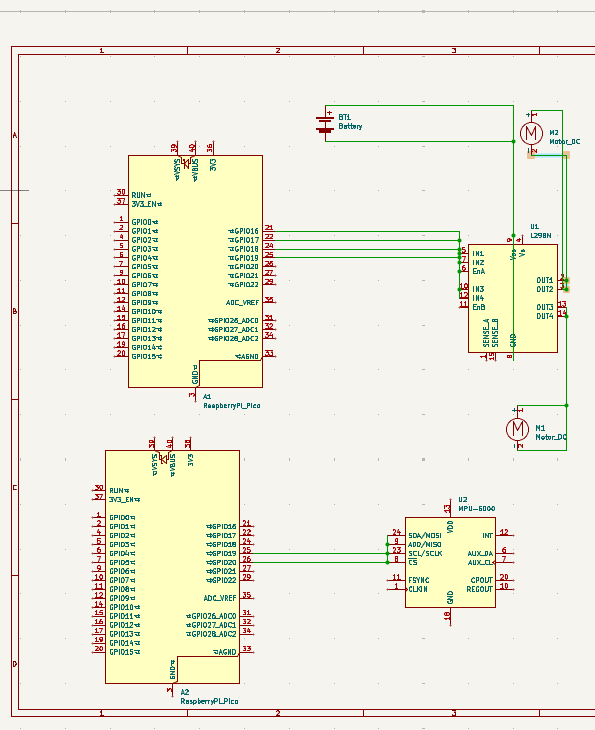 1 2 3
A
B
C
D
BT1
Battery
+
M2
Motor_DC
+
1
2
39 40 36
VSYS VBUS 3V3
30 RUN
37 3V3_EN
1 GPIO0
2 GPIO1
4 GPIO2
5 GPIO3
6 GPIO4
7 GPIO5
9 GPIO6
10 GPIO7
11 GPIO8
12 GPIO9
14 GPIO10
15 GPIO11
16 GPIO12
17 GPIO13
19 GPIO14
20 GPIO15
GPIO16 21
GPIO17 22
GPIO18 24
GPIO19 25
GPIO20 26
GPIO21 27
GPIO22 29
ADC_VREF 35
GPIO26_ADC0 31
GPIO27_ADC1 32
GPIO28_ADC2 34
AGND 33
GND
3
A1
RaspberryPi_Pico
U1
L298N
9 4
Vss Vs
5 IN1
7 IN2
6 EnA
10 IN3
12 IN4
11 EnB
OUT1 2
OUT2 3
OUT3 13
OUT4 14
SENSE_A SENSE_B GND
1 15 8
M1
Motor_DC
+
1
2
39 40 36
VSYS VBUS 3V3
30 RUN
37 3V3_EN
1 GPIO0
2 GPIO1
4 GPIO2
5 GPIO3
6 GPIO4
7 GPIO5
9 GPIO6
10 GPIO7
11 GPIO8
12 GPIO9
14 GPIO10
15 GPIO11
16 GPIO12
17 GPIO13
19 GPIO14
20 GPIO15
GPIO16 21
GPIO17 22
GPIO18 24
GPIO19 25
GPIO20 26
GPIO21 27
GPIO22 29
ADC_VREF 35
GPIO26_ADC0 31
GPIO27_ADC1 32
GPIO28_ADC2 34
AGND 33
GND
3
A2
RaspberryPi_Pico
U2
MPU-6000
13
VDD
24 SDA/MOSI
9 AD0/MISO
23 SCL/SCLK
8 CS
11 FSYNC
1 CLKIN
INT 12
AUX_DA 6
AUX_CL 7
CPOUT 20
REGOUT 10
GND
18
1 2 3